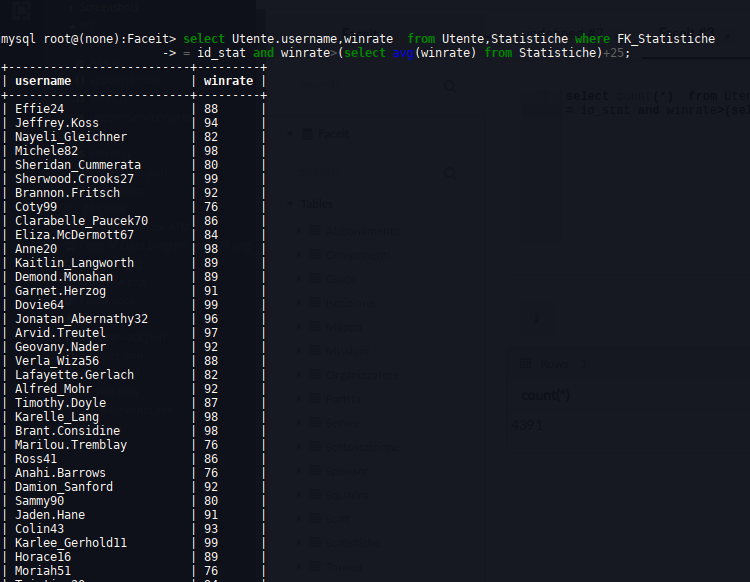 mysql root@(none):Faceit> select Utente.username,winrate  from Utente,Statistiche where FK_Statistiche
-> = id_stat and winrate>(select avg(winrate) from Statistiche)+25;
+--------------------------+---------+
| username | winrate |
+--------------------------+---------+
| Effie24 | 88 |
| Jeffrey.Koss | 94 |
| Nayeli_Gleichner | 82 |
| Michele82 | 98 |
| Sheridan_Cummerata | 80 |
| Sherwood.Crooks27 | 99 |
| Brannon.Fritsch | 92 |
| Coty99 | 76 |
| Clarabelle_Paucek70 | 86 |
| Eliza.McDermott67 | 84 |
| Anne20 | 98 |
| Kaitlin_Langworth | 89 |
| Demond.Monahan | 89 |
| Garnet.Herzog | 91 |
| Dovie64 | 99 |
| Jonatan_Abernathy32 | 96 |
| Arvid.Treutel | 97 |
| Geovany.Nader | 92 |
| Verla_Wiza56 | 88 |
| Lafayette.Gerlach | 82 |
| Alfred_Mohr | 92 |
| Timothy.Doyle | 87 |
| Karelle_Lang | 98 |
| Brant.Considine | 98 |
| Marilou.Tremblay | 76 |
| Ross41 | 86 |
| Anahi.Barrows | 76 |
| Damion_Sanford | 92 |
| Sammy90 | 80 |
| Jaden.Hane | 91 |
| Colin43 | 93 |
| Karlee_Gerhold11 | 99 |
| Horace16 | 89 |
| Moriah51 | 76 |
select count(*) from Ute
= id_stat and winrate>(sel
Faceit
Tables
Rows
count(*)
4391